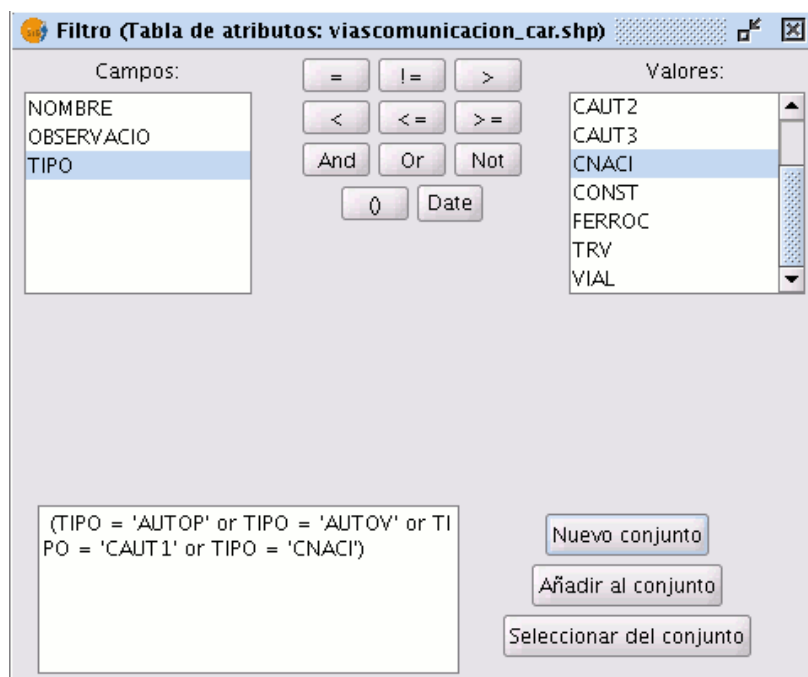 Filtro (Tabla de atributos: viascomunicacion_car.shp)
Campos:
Valores:
NOMBRE
OBSERVACIO
TIPO
= != >
< <= >=
And Or Not
() Date
CAUT2
CAUT3
CNACI
CONST
FERROC
TRV
VIAL
(TIPO = 'AUTOP' or TIPO = 'AUTOV' or TI
PO = 'CAUT1' or TIPO = 'CNACI')
Nuevo conjunto
Añadir al conjunto
Seleccionar del conjunto